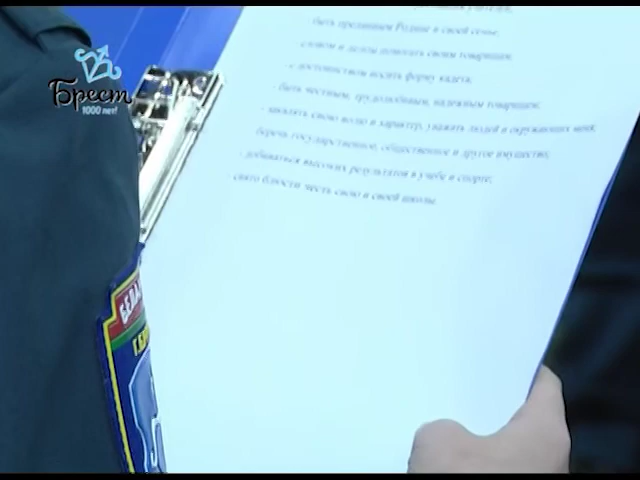 Брест
1000 лет!
быть преданным Родине и своей семье;
словом и делом помогать своим товарищам;
с достоинством носить форму кадета;
- быть честным, трудолюбивым, надежным товарищем;
- закалять свою волю и характер, уважать людей и окружающих меня;
беречь государственное, общественное и другое имущество;
- добиваться высоких результатов в учебе и спорте;
- свято блюсти честь свою и своей школы.
БЕЛА